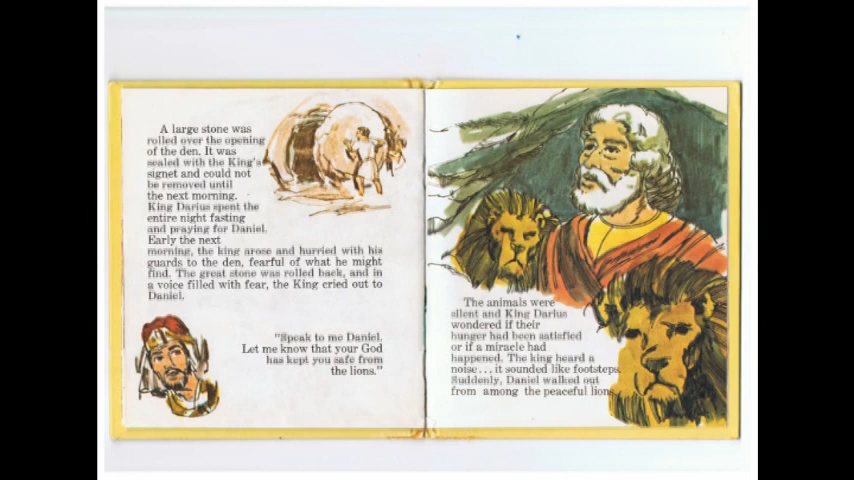 A large stone was
rolled over the opening
of the den. It was
sealed with the King's
signet and could not
be removed until
the next morning.
King Darius spent the
entire night fasting
and praying for Daniel.
Early the next
morning, the king arose and hurried with his
guards to the den, fearful of what he might
find. The great stone was rolled back, and in
a voice filled with fear, the King cried out to
Daniel.
"Speak to me Daniel.
Let me know that your God
has kept you safe from
the lions."
The animals were
silent and King Darius
wondered if their
hunger had been satisfied
or if a miracle had
happened. The king heard a
noise... it sounded like footsteps.
Suddenly, Daniel walked out
from among the peaceful lions.